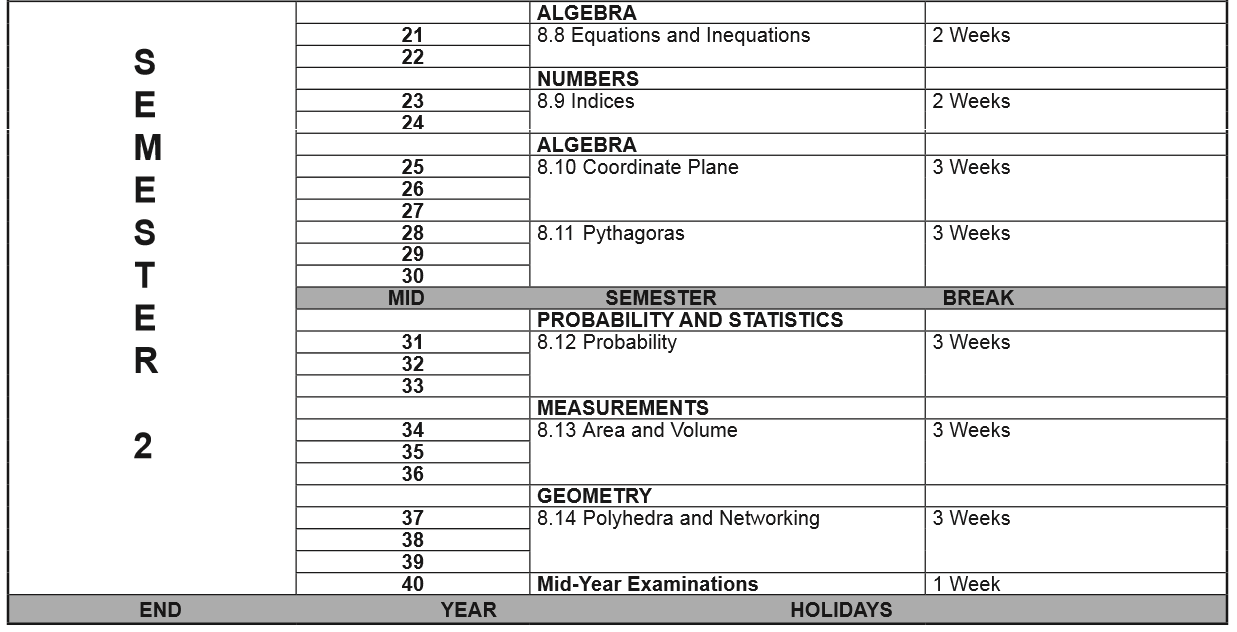 SEMESTER 2
ALGEBRA
21 8.8 Equations and Inequations 2 Weeks
22
NUMBERS
23 8.9 Indices 2 Weeks
24
ALGEBRA
25 8.10 Coordinate Plane 3 Weeks
26
27
28 8.11 Pythagoras 3 Weeks
29
30
MID SEMESTER BREAK
PROBABILITY AND STATISTICS
31 8.12 Probability 3 Weeks
32
33
MEASUREMENTS
34 8.13 Area and Volume 3 Weeks
35
36
GEOMETRY
37 8.14 Polyhedra and Networking 3 Weeks
38
39
40 Mid-Year Examinations 1 Week
END YEAR HOLIDAYS